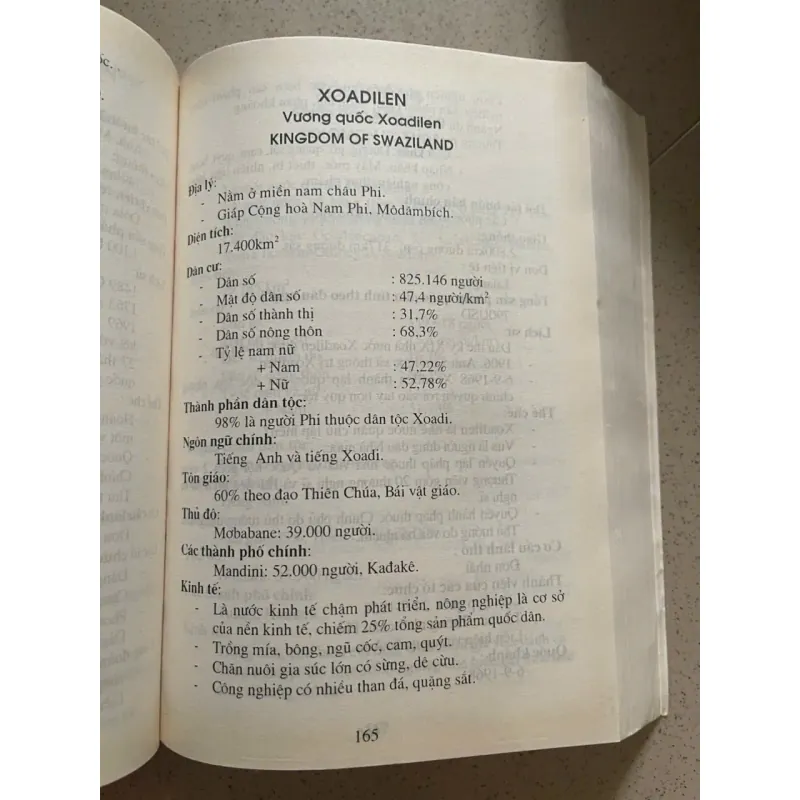 ốc.
XOADILEN
Vương quốc Xoadilen
KINGDOM OF SWAZILAND
Địa lý:
- Nằm ở miền nam châu Phi.
- Giáp Cộng hoà Nam Phi, Môdămbích.
Diện tích:
17.400km²
Dân cư:
- Dân số : 825.146 người
- Mật độ dân số : 47,4 người/km²
- Dân số thành thị : 31,7%
- Dân số nông thôn : 68,3%
- Tỷ lệ nam nữ
+ Nam : 47,22%
+ Nữ : 52,78%
Thành phần dân tộc:
98% là người Phi thuộc dân tộc Xoadi.
Ngôn ngữ chính:
Tiếng Anh và tiếng Xoadi.
Tôn giáo:
60% theo đạo Thiên Chúa, Bái vật giáo.
Thủ đô:
Mơbabane: 39.000 người.
Các thành phố chính:
Mandini: 52.000 người, Kađakê.
Kinh tế:
- Là nước kinh tế chậm phát triển, nông nghiệp là cơ sở
của nền kinh tế, chiếm 25% tổng sản phẩm quốc dân.
- Trồng mía, bông, ngũ cốc, cam, quýt.
- Chăn nuôi gia súc lớn có sừng, dê cừu.
- Công nghiệp có nhiều than đá, quặng sắt.
165